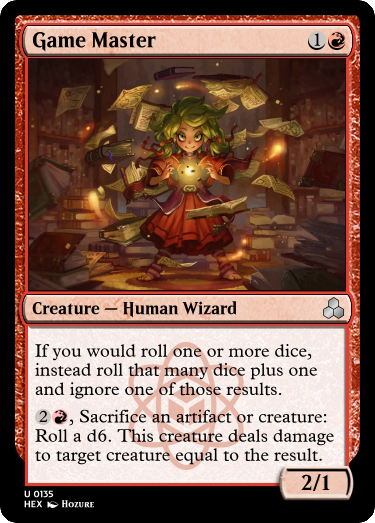 Game Master 1
Creature — Human Wizard
If you would roll one or more dice,
instead roll that many dice plus one
and ignore one of those results.
2, Sacrifice an artifact or creature:
Roll a d6. This creature deals damage
to target creature equal to the result.
2/1
U 0135
HEX Hozure